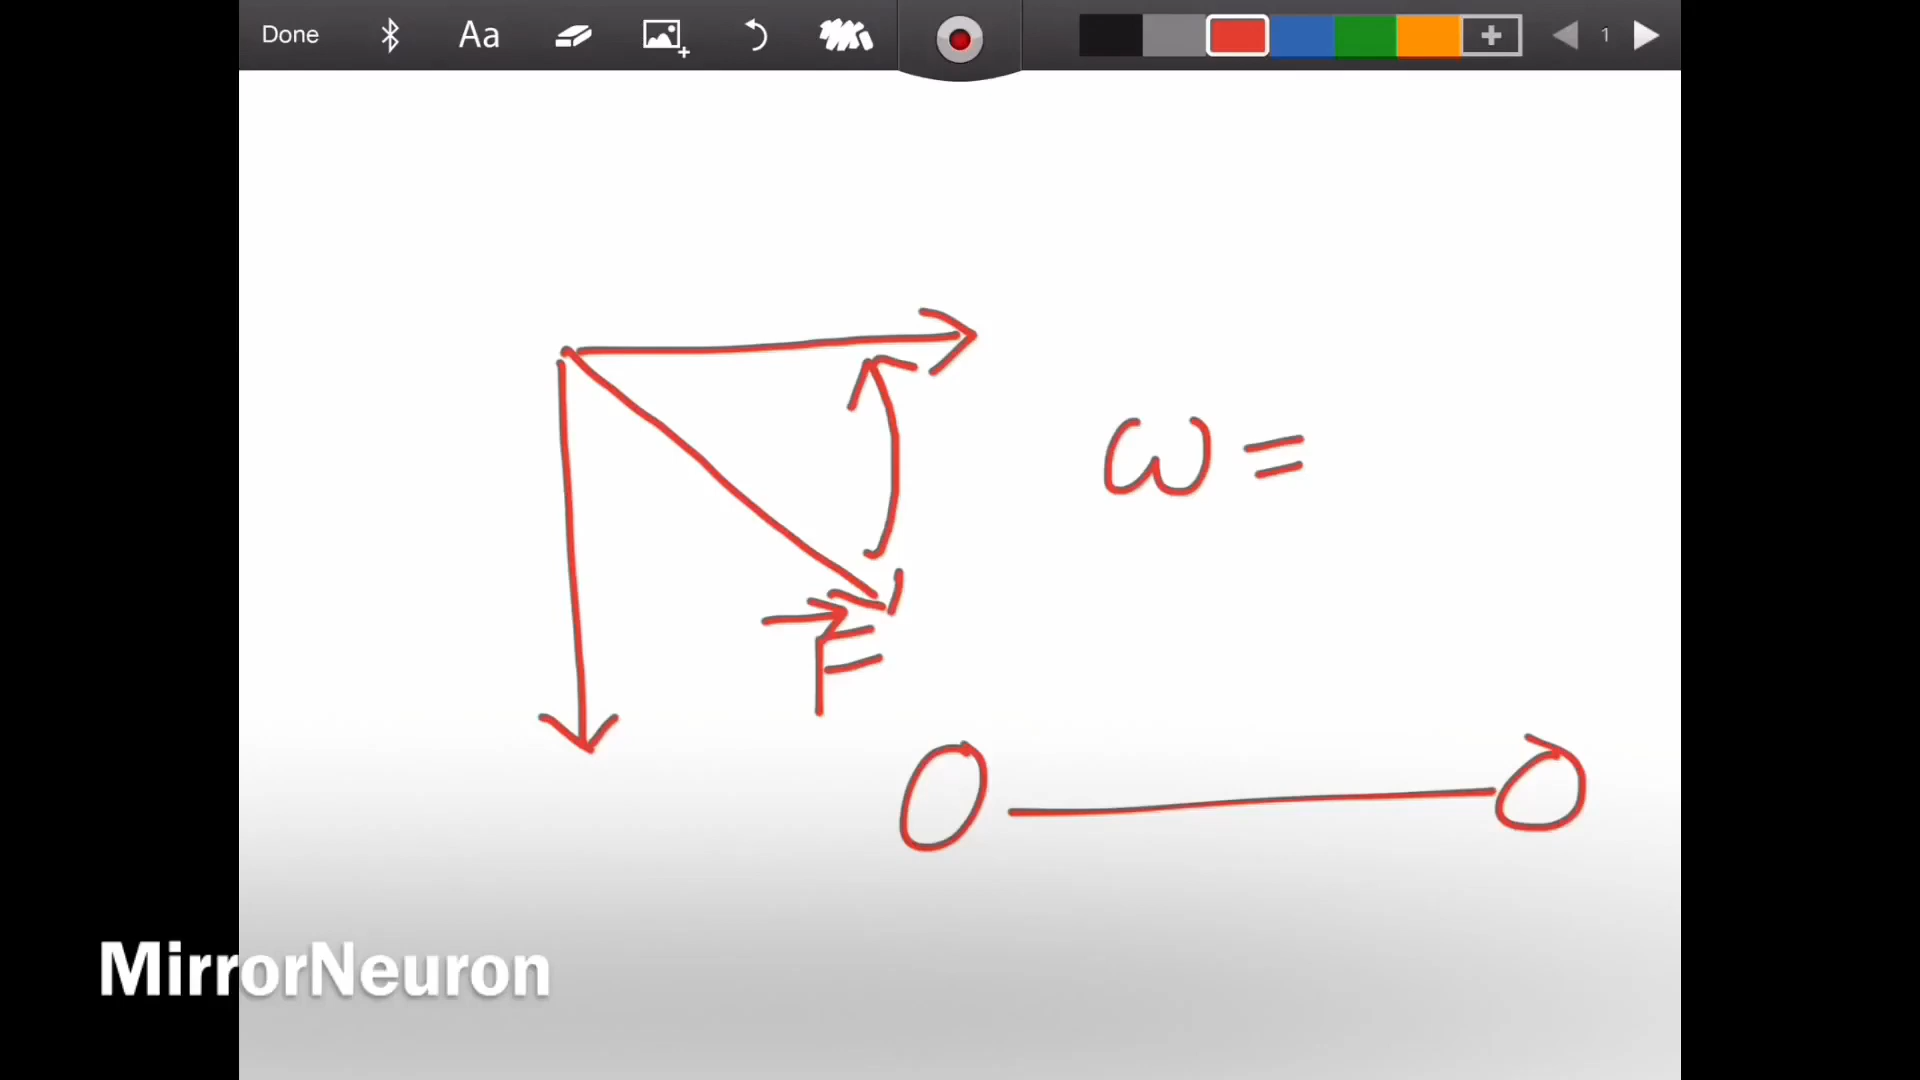 Done Aa 1
ω =
F
O O
MirrorNeuron